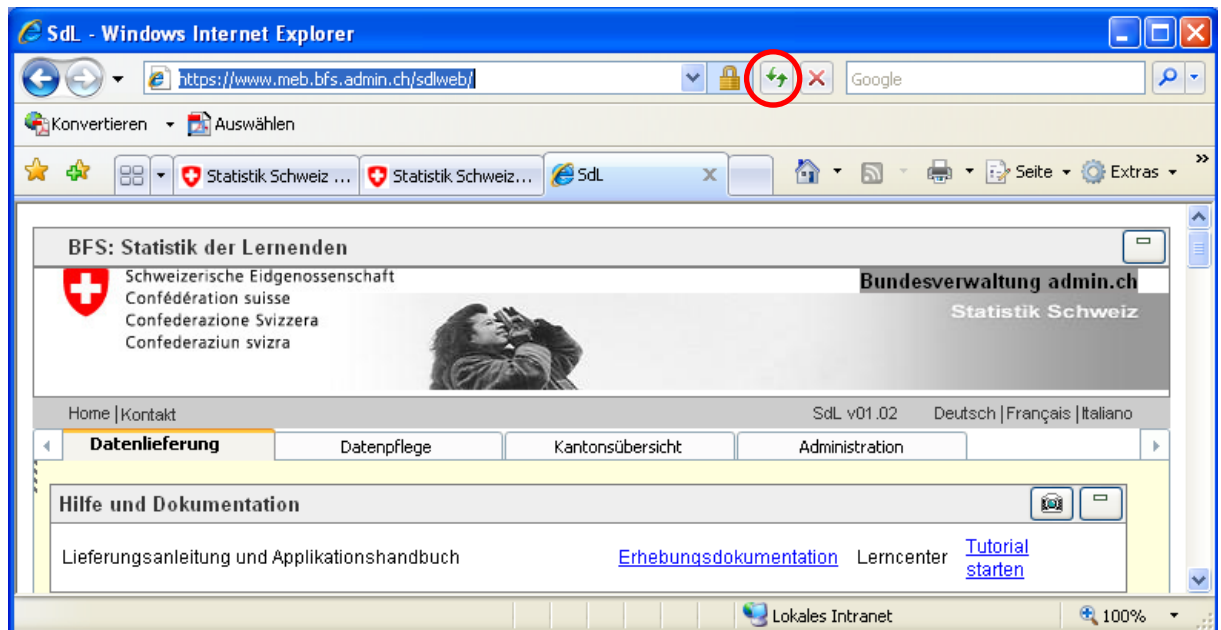 SdL - Windows Internet Explorer
https://www.meb.bfs.admin.ch/sdlweb/
Google
Konvertieren Auswählen
Statistik Schweiz ... Statistik Schweiz... SdL X Seite Extras »
BFS: Statistik der Lernenden
Schweizerische Eidgenossenschaft
Confédération suisse
Confederazione Svizzera
Confederaziun svizra
Bundesverwaltung admin.ch
Statistik Schweiz
Home | Kontakt SdL v01.02 Deutsch | Français | Italiano
Datenlieferung Datenpflege Kantonsübersicht Administration
Hilfe und Dokumentation
Lieferungsanleitung und Applikationshandbuch Erhebungsdokumentation Lerncenter Tutorial
starten
Lokales Intranet 100%